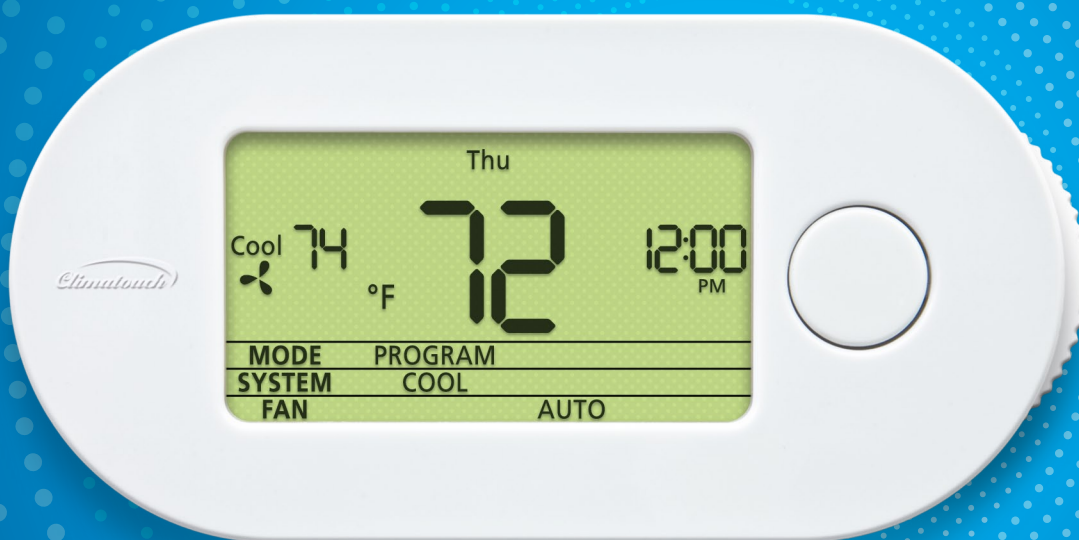 Thu
Cool 74
72
°F
12:00
PM
MODE PROGRAM
SYSTEM COOL
FAN AUTO
Climatouch